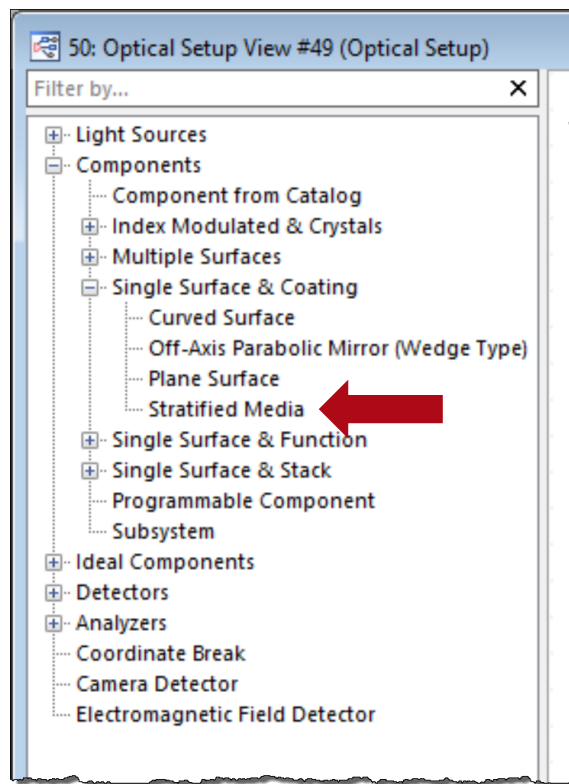 50: Optical Setup View #49 (Optical Setup)
Filter by...
Light Sources
Components
Component from Catalog
Index Modulated & Crystals
Multiple Surfaces
Single Surface & Coating
Curved Surface
Off-Axis Parabolic Mirror (Wedge Type)
Plane Surface
Stratified Media
Single Surface & Function
Single Surface & Stack
Programmable Component
Subsystem
Ideal Components
Detectors
Analyzers
Coordinate Break
Camera Detector
Electromagnetic Field Detector